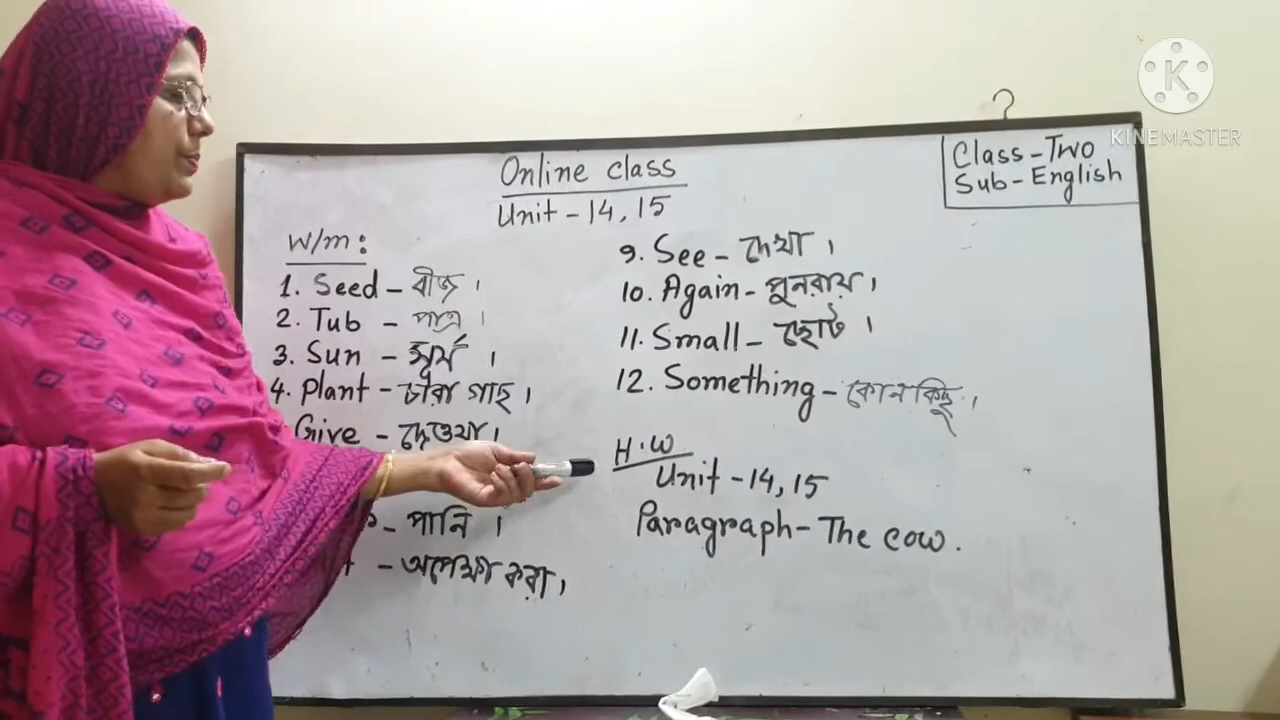 Online class
Unit - 14, 15
Class - Two
Sub - English
W/m:
1. Seed - বীজ ।
2. Tub - পাত্র ।
3. Sun - সূর্য ।
4. Plant - চারা গাছ ।
Give - দেওয়া ।
- পানি ।
- অপেক্ষা করা ।
9. See - দেখা ।
10. Again - পুনরায় ।
11. Small - ছোট ।
12. Something - কোন কিছু ।
H.W
Unit - 14, 15
Paragraph - The cow.
K
KINEMASTER